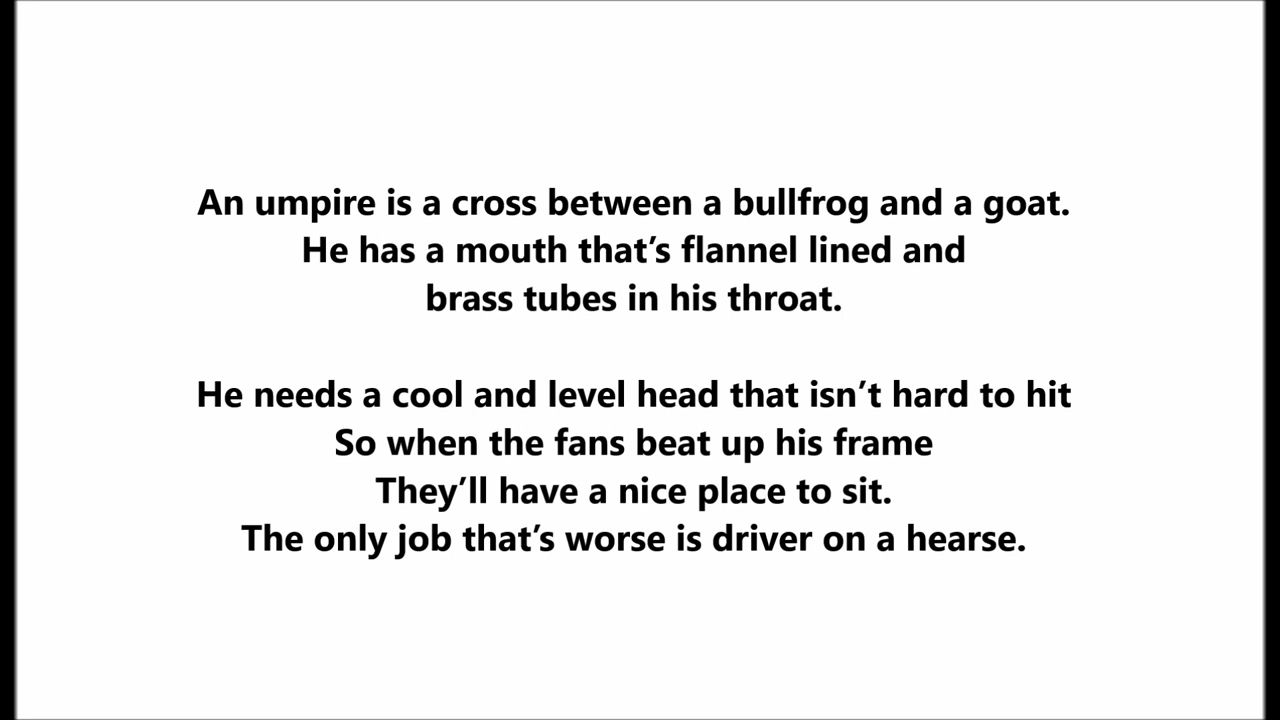 An umpire is a cross between a bullfrog and a goat.
He has a mouth that’s flannel lined and
brass tubes in his throat.
He needs a cool and level head that isn’t hard to hit
So when the fans beat up his frame
They’ll have a nice place to sit.
The only job that’s worse is driver on a hearse.